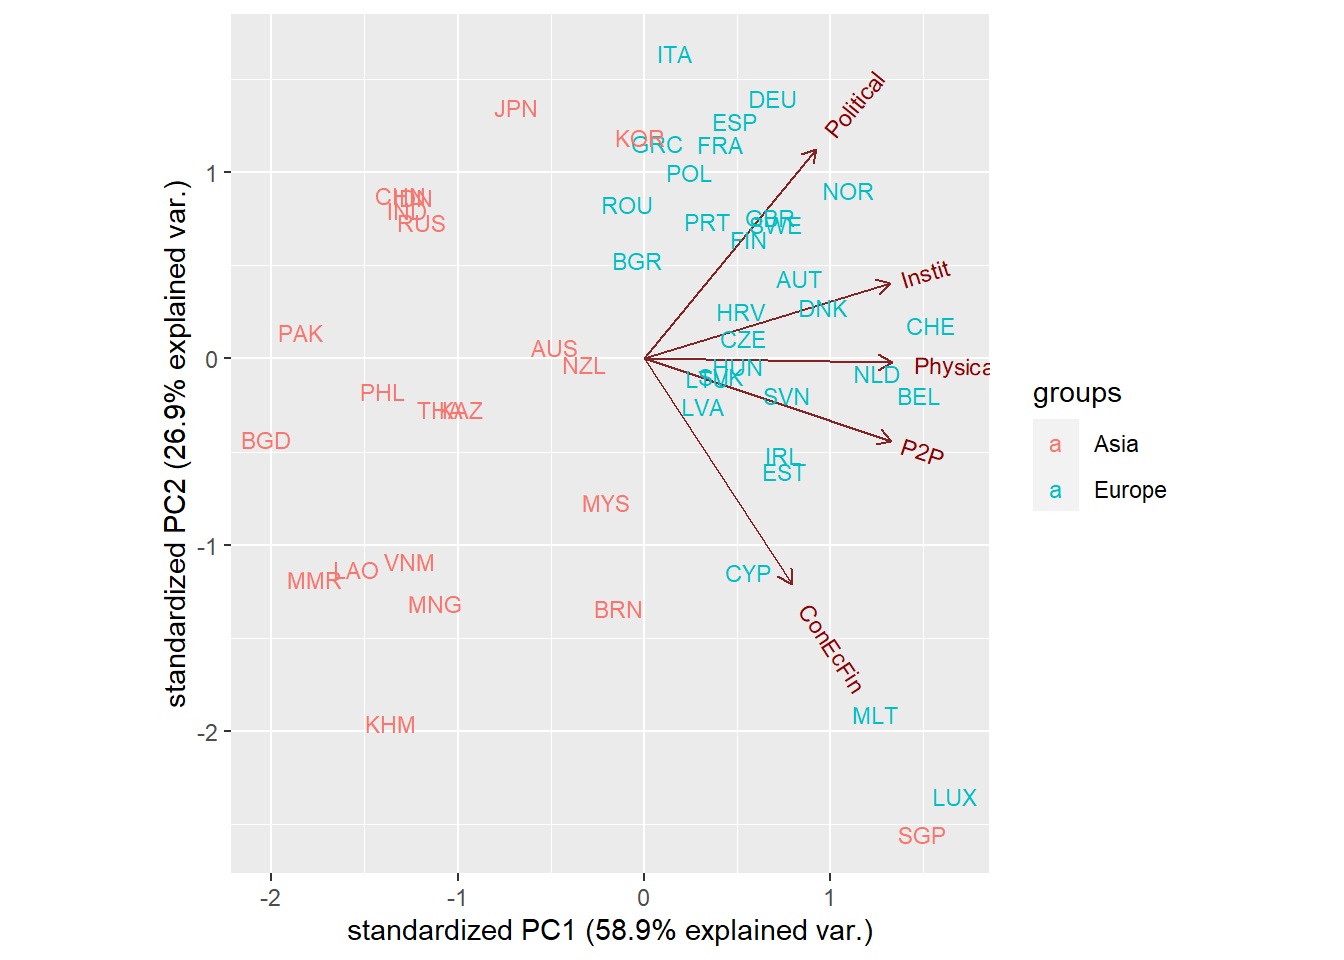 ITA
DEU
JPN
ESP
Political
KOR
GRC
FRA
POL
1
NOR
CHN
IDN
IND
RUS
ROU
PRT
GBR
SWE
FIN
BGR
Instit
AUT
HRV
DNK
CHE
PAK
CZE
AUS
NZL
0
HUN
Physica
LTU
SVK
NLD
PHL
SVN
BEL
THA
KAZ
LVA
BGD
P2P
IRL
EST
MYS
-1
VNM
LAO
MMR
CYP
MNG
BRN
ConEcFin
KHM
MLT
-2
LUX
SGP
-2
-1
0
1
standardized PC1 (58.9% explained var.)
standardized PC2 (26.9% explained var.)
groups
a Asia
a Europe